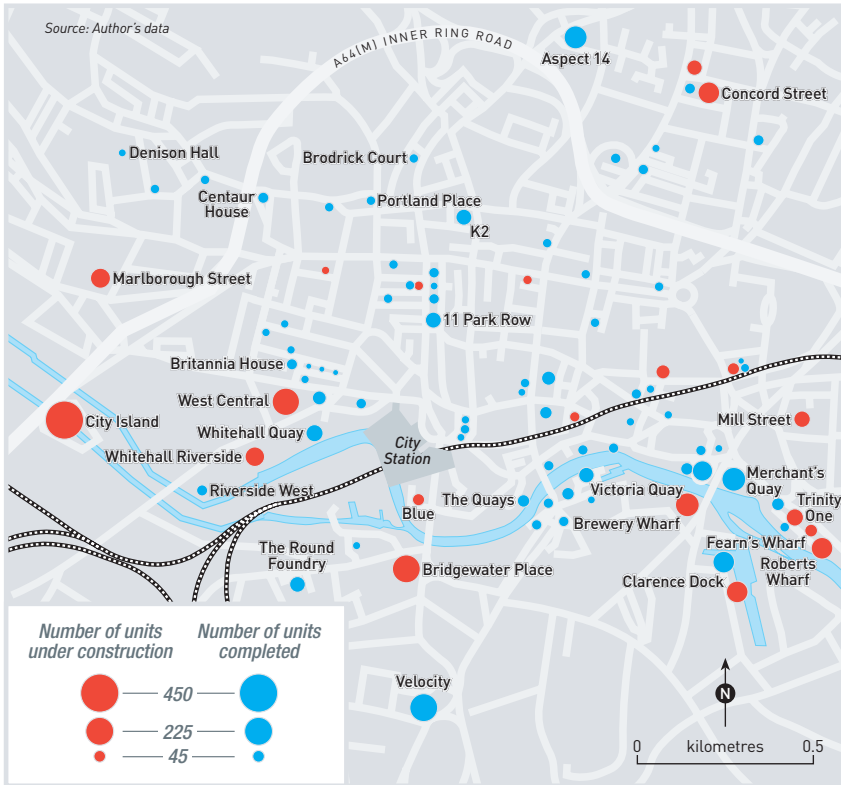 Source: Author's data
A64(M) INNER RING ROAD
Aspect 14
Concord Street
Denison Hall
Brodrick Court
Centaur
House
Portland Place
K2
Marlborough Street
11 Park Row
Britannia House
West Central
City Island
Mill Street
Whitehall Quay
City
Station
Whitehall Riverside
Merchant's
Quay
Riverside West
The Quays
Victoria Quay
Trinity
One
Blue
Brewery Wharf
Fearn's Wharf
The Round
Foundry
Bridgewater Place
Roberts
Wharf
Clarence Dock
Number of units
under construction
Number of units
completed
450
225
45
Velocity
N
0 kilometres 0.5